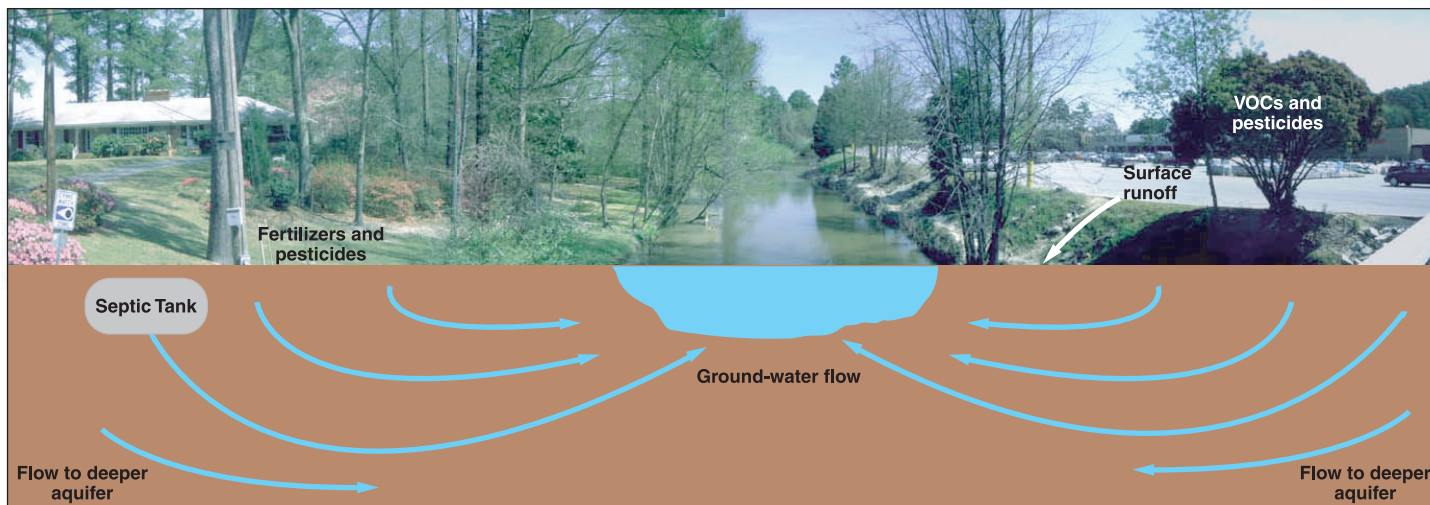 VOCs and
pesticides
Surface
runoff
Fertilizers and
pesticides
Septic Tank
Ground-water flow
Flow to deeper
aquifer
Flow to deeper
aquifer